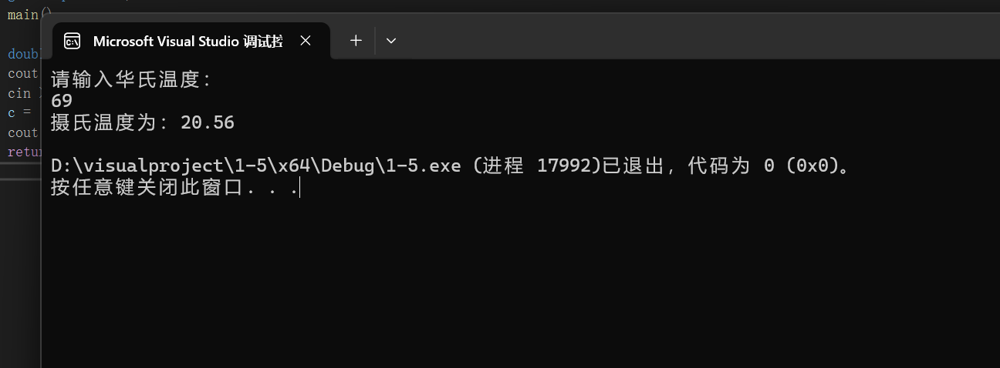 main()
Microsoft Visual Studio 调试控
doubl
cout
cin
c =
cout
retur
请输入华氏温度：
69
摄氏温度为：20.56
D:\visualproject\1-5\x64\Debug\1-5.exe (进程 17992)已退出，代码为 0 (0x0)。
按任意键关闭此窗口. . .